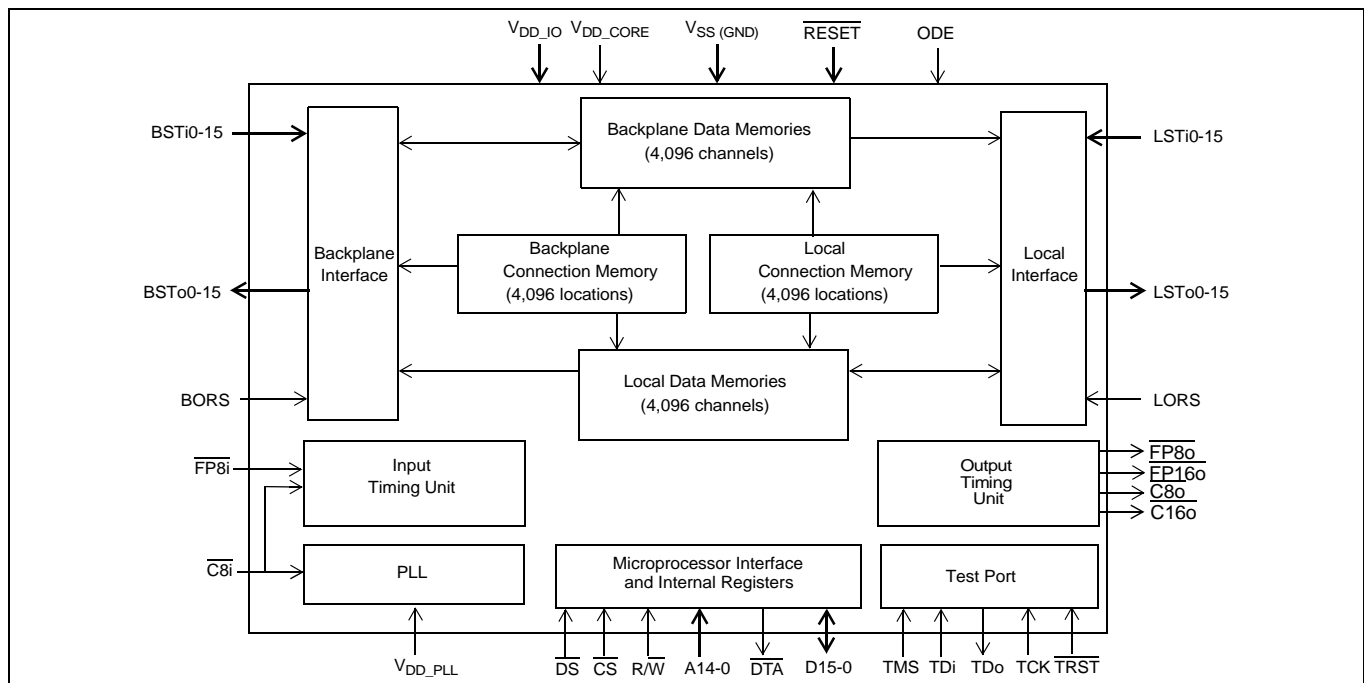 VDD_IO VDD_CORE VSS (GND) RESET ODE
BSTi0-15
Backplane Data Memories
(4,096 channels)
LSTi0-15
Backplane
Interface
Backplane
Connection Memory
(4,096 locations)
Local
Connection Memory
(4,096 locations)
Local
Interface
BSTo0-15
LSTo0-15
Local Data Memories
(4,096 channels)
BORS
LORS
FP8i
Input
Timing Unit
Output
Timing
Unit
FP8o
FP16o
C8o
C16o
C8i
PLL
Microprocessor Interface
and Internal Registers
Test Port
VDD_PLL
DS CS R/W A14-0 DTA D15-0 TMS TDi TDo TCK TRST